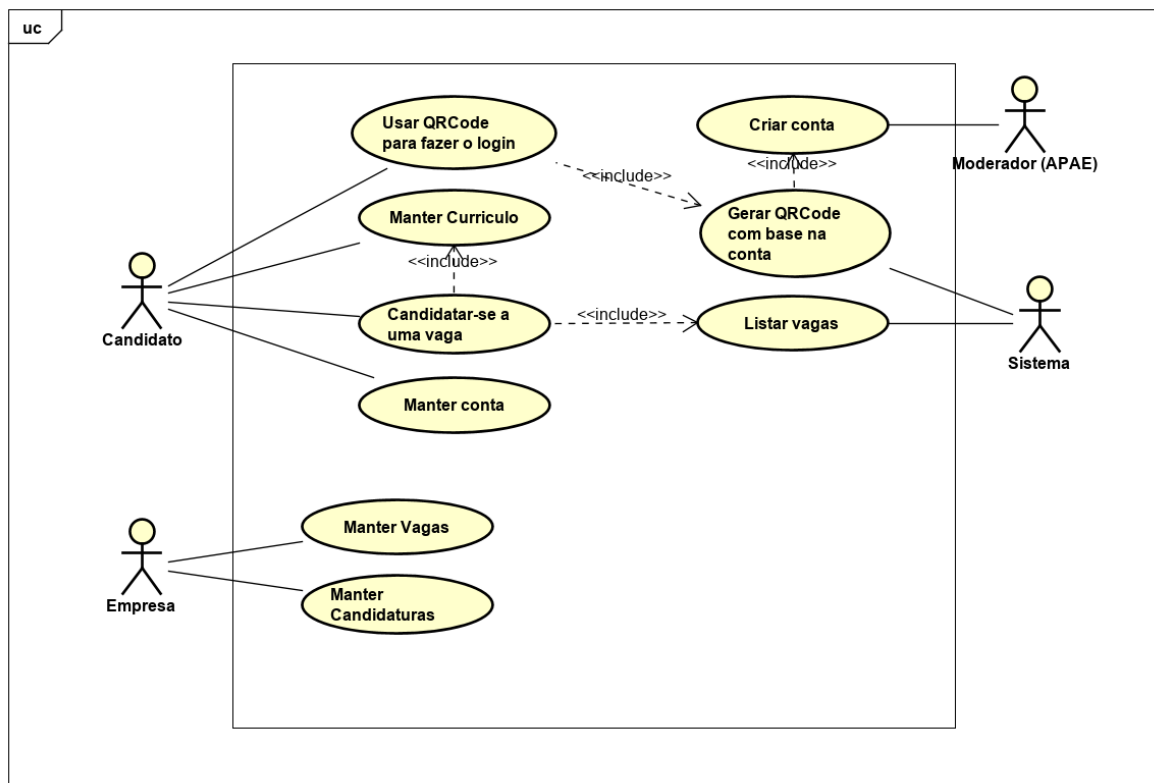 uc
Usar QRCode
para fazer o login
Criar conta
Moderador (APAE)
<<include>>
<<include>>
Manter Curriculo
Gerar QRCode
com base na
conta
<<include>>
Candidato
Candidatar-se a
uma vaga
<<include>>
Listar vagas
Sistema
Manter conta
Manter Vagas
Empresa
Manter
Candidaturas